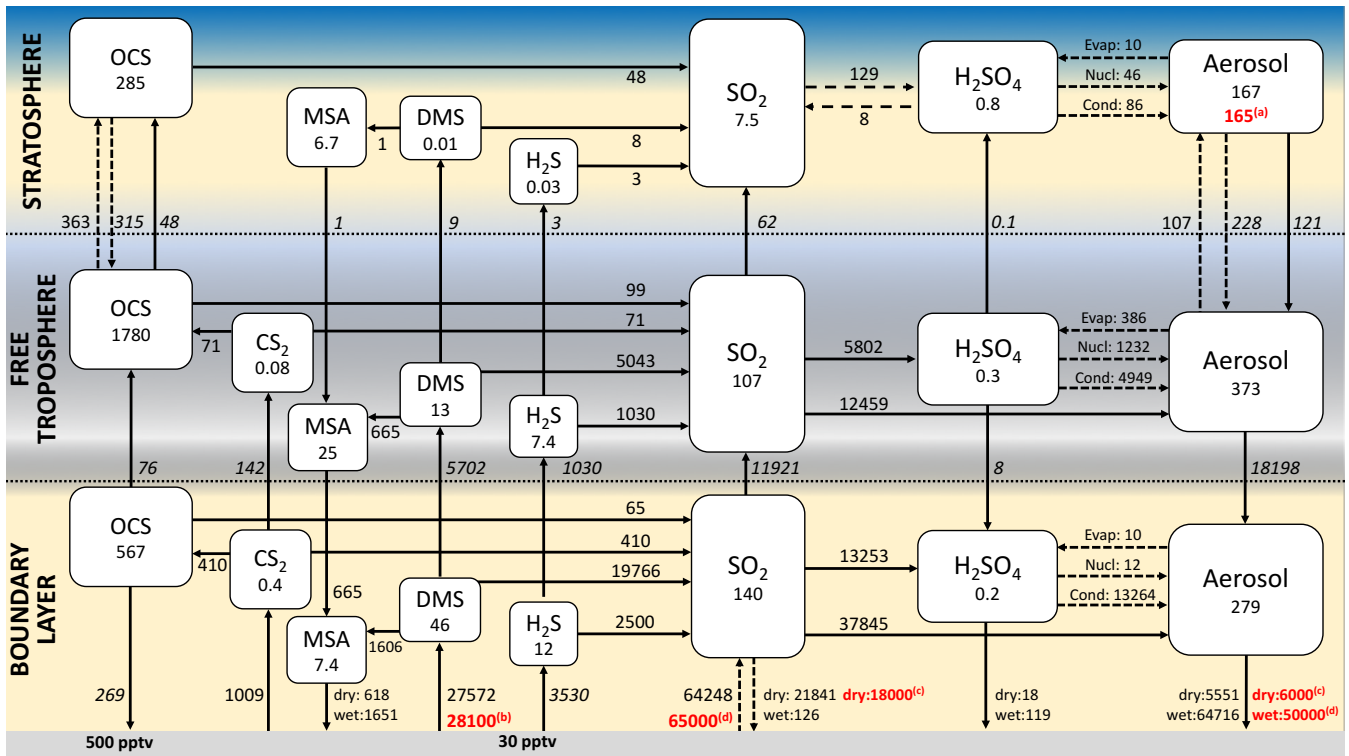 STRATOSPHERE
OCS
285
48
MSA
6.7
1
DMS
0.01
8
H₂S
0.03
3
SO₂
7.5
129
8
H₂SO₄
0.8
Evap: 10
Nucl: 46
Cond: 86
Aerosol
167
165(a)
363
315
48
1
9
3
62
0.1
107
228
121
FREE
TROPOSPHERE
OCS
1780
99
71
71
CS₂
0.08
5043
DMS
13
MSA
25
665
H₂S
7.4
1030
SO₂
107
5802
12459
H₂SO₄
0.3
Evap: 386
Nucl: 1232
Cond: 4949
Aerosol
373
76
142
5702
1030
11921
8
18198
BOUNDARY
LAYER
OCS
567
65
410
410
CS₂
0.4
19766
665
DMS
46
MSA
7.4
1606
H₂S
12
2500
SO₂
140
13253
37845
H₂SO₄
0.2
Evap: 10
Nucl: 12
Cond: 13264
Aerosol
279
269
1009
dry: 618
wet:1651
27572
28100(b)
3530
64248
65000(d)
dry: 21841 dry:18000(c)
wet:126
dry:18
wet:119
dry:5551 dry:6000(c)
wet:64716 wet:50000(d)
500 pptv
30 pptv